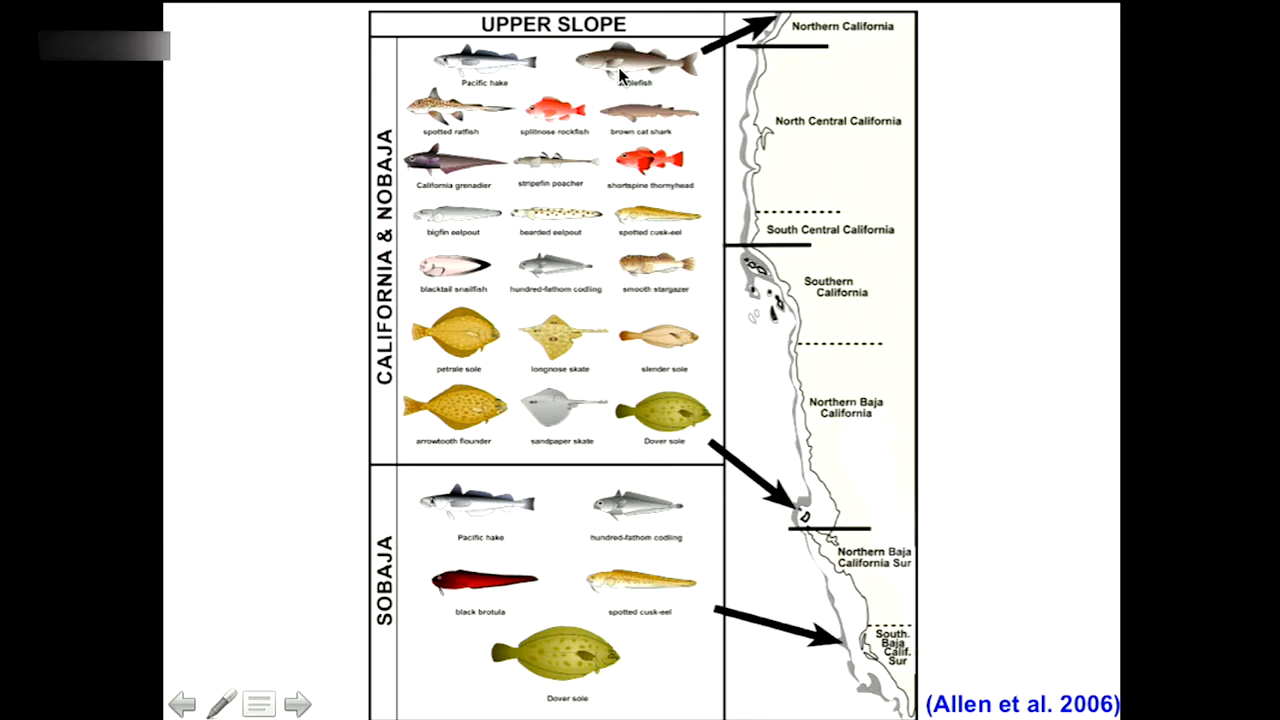 UPPER SLOPE
CALIFORNIA & NOBAJA
Pacific hake
spotted ratfish
splitnose rockfish
brown cat shark
California grenadier
stripefin poacher
shortspine thornyhead
bigfin eelpout
bearded eelpout
spotted cusk-eel
blacktail snailfish
hundred-fathom codling
smooth stargazer
petrale sole
longnose skate
slender sole
arrowtooth flounder
sandpaper skate
Dover sole
SOBAJA
Pacific hake
hundred-fathom codling
black brotula
spotted cusk-eel
Dover sole
Northern California
North Central California
South Central California
Southern
California
Northern Baja
California
Northern Baja
California Sur
South.
Baja
Calif.
Sur
(Allen et al. 2006)